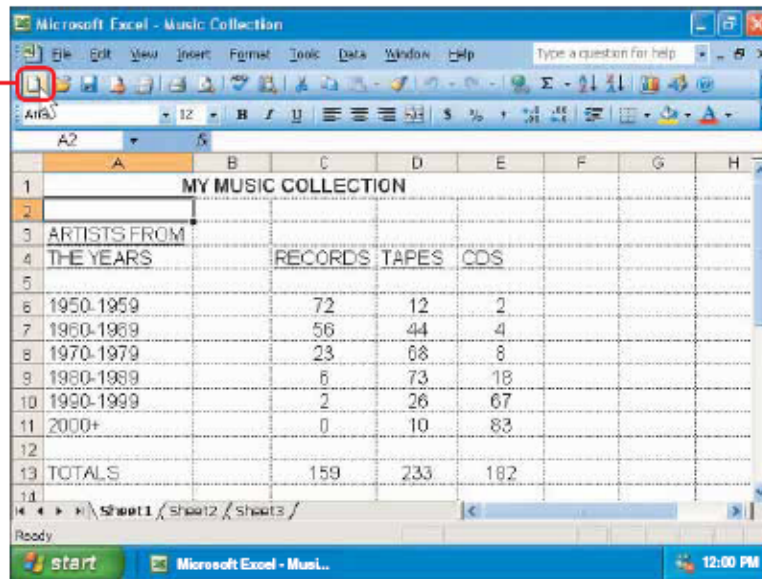 Microsoft Excel - Music Collection
File Edit View Insert Format Tools Data Window Help Type a question for help
Arial 12 B I U $ % ,
A2 fx
A B C D E F G H
1 MY MUSIC COLLECTION
2
3 ARTISTS FROM
4 THE YEARS RECORDS TAPES CDS
5
6 1950-1959 72 12 2
7 1960-1969 56 44 4
8 1970-1979 23 68 8
9 1980-1989 6 73 18
10 1990-1999 2 26 67
11 2000+ 0 10 83
12
13 TOTALS 159 233 182
14
Sheet1 / Sheet2 / Sheet3 /
Ready
start Microsoft Excel - Musi... 12:00 PM